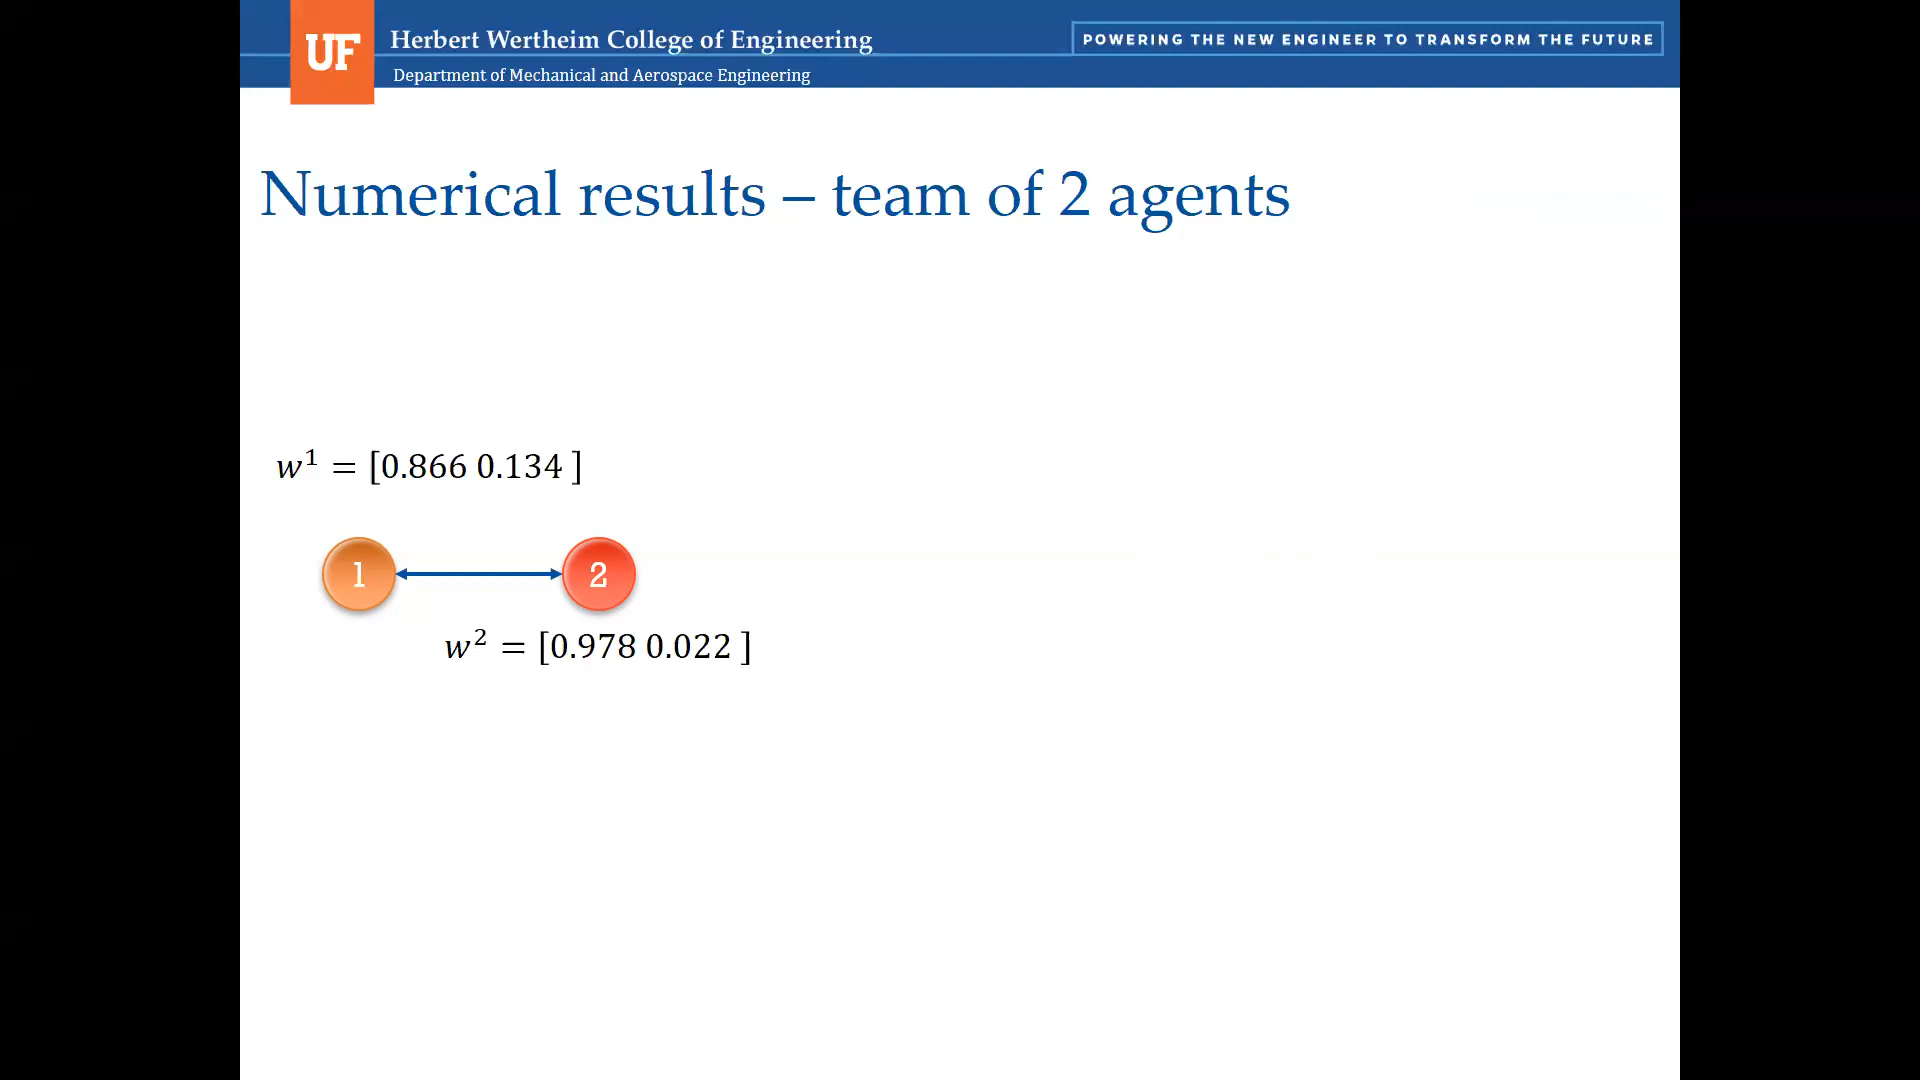 UF
Herbert Wertheim College of Engineering
Department of Mechanical and Aerospace Engineering
POWERING THE NEW ENGINEER TO TRANSFORM THE FUTURE
Numerical results – team of 2 agents
w¹ = [0.866 0.134 ]
1
2
w² = [0.978 0.022 ]